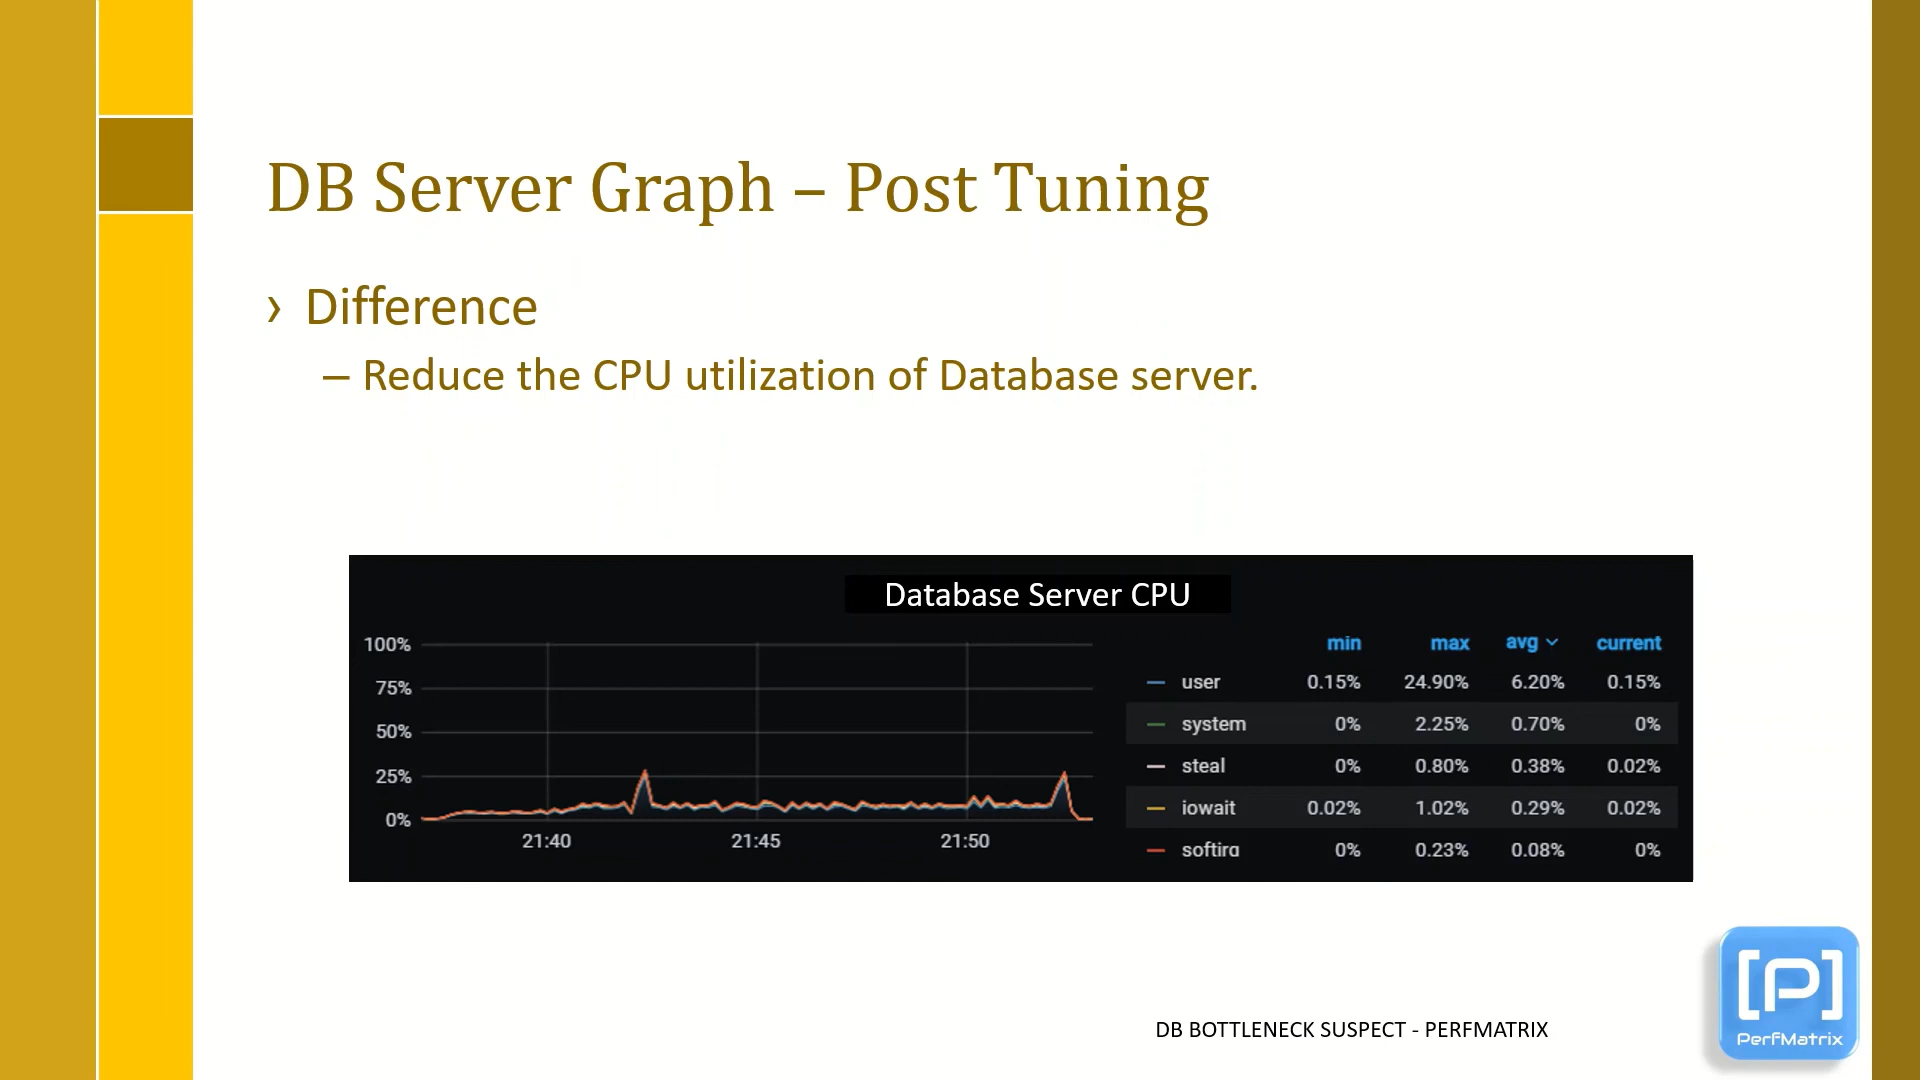 DB Server Graph – Post Tuning
› Difference
– Reduce the CPU utilization of Database server.
Database Server CPU
100%
75%
50%
25%
0%
21:40 21:45 21:50
min max avg current
user 0.15% 24.90% 6.20% 0.15%
system 0% 2.25% 0.70% 0%
steal 0% 0.80% 0.38% 0.02%
iowait 0.02% 1.02% 0.29% 0.02%
softirq 0% 0.23% 0.08% 0%
DB BOTTLENECK SUSPECT - PERFMATRIX
[P]
PerfMatrix